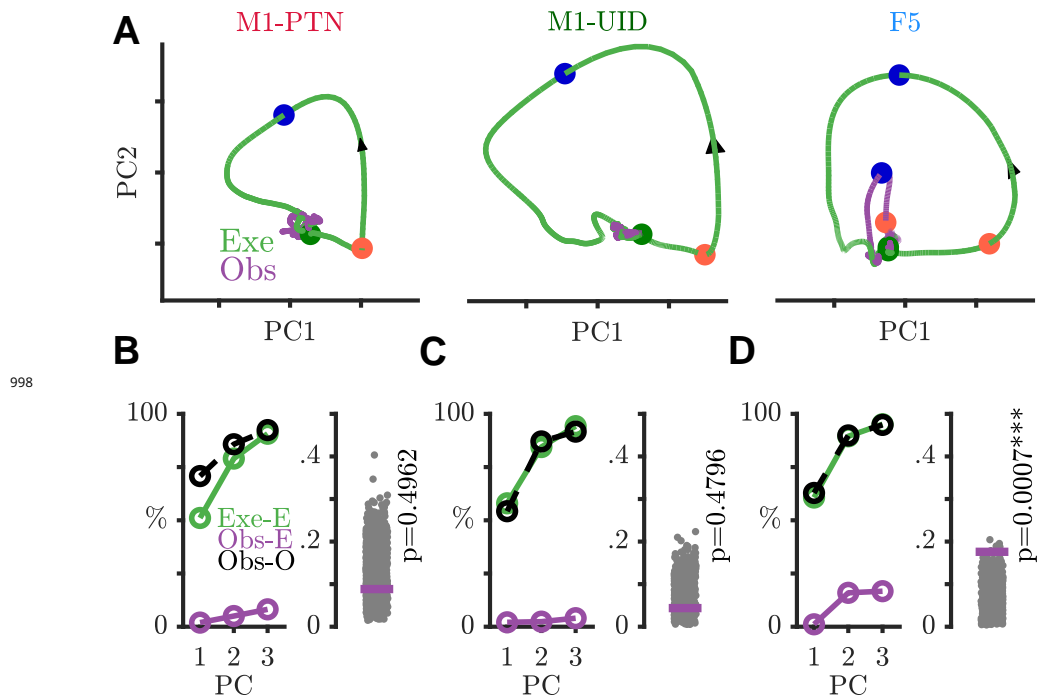 A
M1-PTN
M1-UID
F5
PC2
Exe
Obs
PC1
PC1
PC1
B
C
D
998
100
%
0
Exe-E
Obs-E
Obs-O
1 2 3
PC
.4
.2
0
p=0.4962
100
%
0
1 2 3
PC
.4
.2
0
p=0.4796
100
%
0
1 2 3
PC
.4
.2
0
p=0.0007***